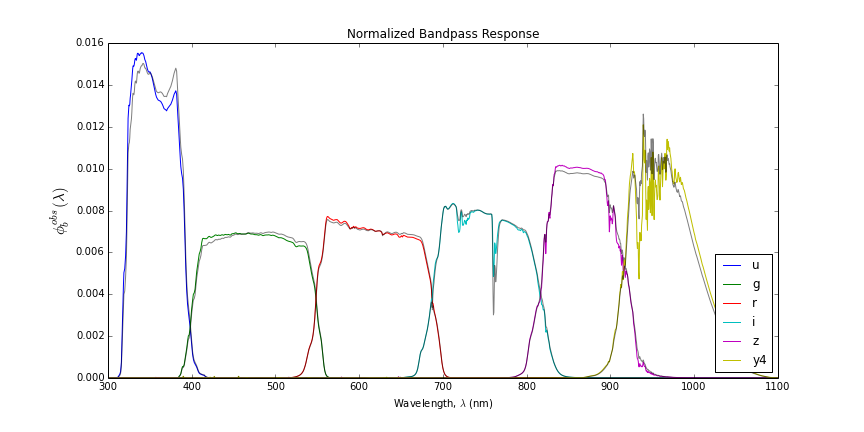 Normalized Bandpass Response
0.016
0.014
0.012
0.010
0.008
0.006
0.004
0.002
0.000
ϕ_b^obs(λ)
u
g
r
i
z
y4
300 400 500 600 700 800 900 1000 1100
Wavelength, λ (nm)